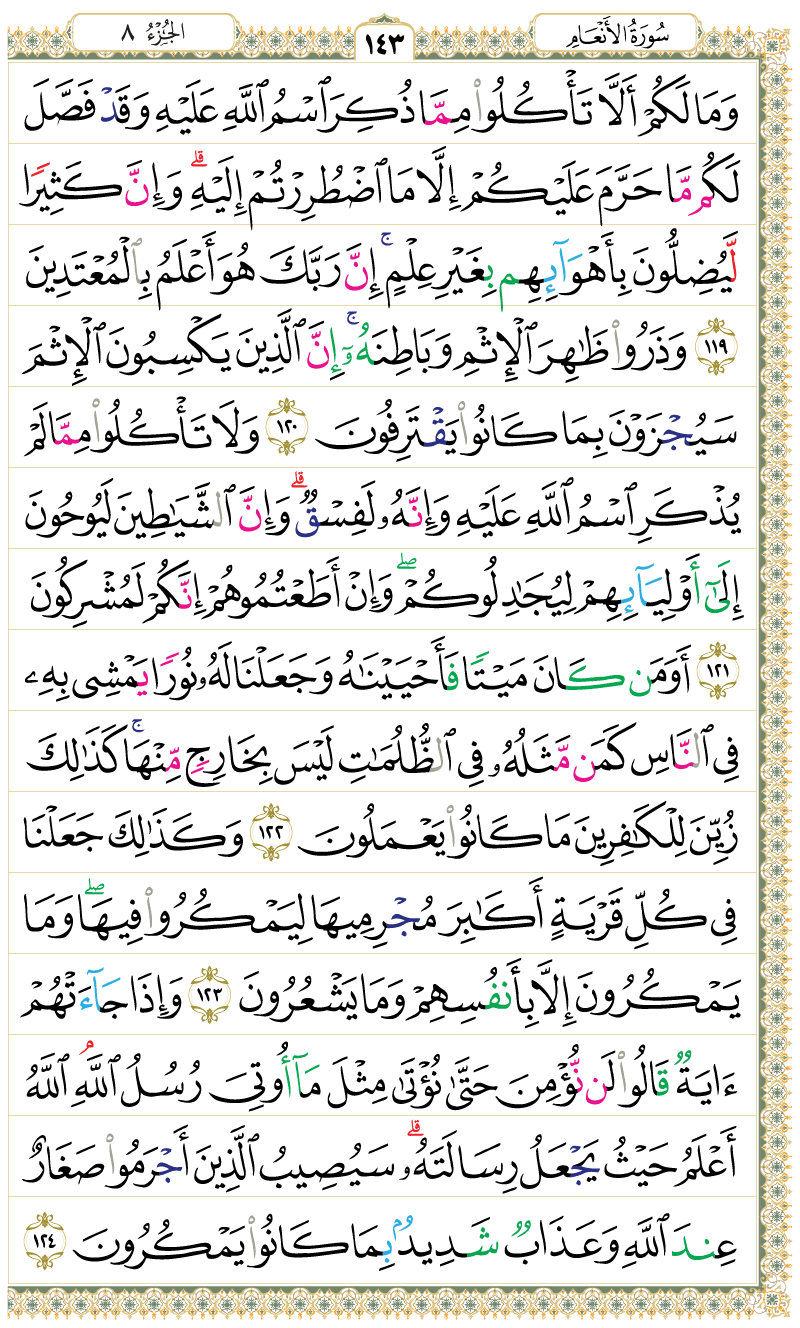 سُورَةُ الأَنْعَامِ ١٤٣ الجُزْءُ ٨
وَمَا لَكُمْ أَلَّا تَأْكُلُوا۟ مِمَّا ذُكِرَ ٱسْمُ ٱللَّهِ عَلَيْهِ وَقَدْ فَصَّلَ
لَكُم مَّا حَرَّمَ عَلَيْكُمْ إِلَّا مَا ٱضْطُرِرْتُمْ إِلَيْهِ ۗ وَإِنَّ كَثِيرًا
لَّيُضِلُّونَ بِأَهْوَآئِهِم بِغَيْرِ عِلْمٍ ۚ إِنَّ رَبَّكَ هُوَ أَعْلَمُ بِٱلْمُعْتَدِينَ
١١٩ وَذَرُوا۟ ظَٰهِرَ ٱلْإِثْمِ وَبَاطِنَهُۥٓ ۚ إِنَّ ٱلَّذِينَ يَكْسِبُونَ ٱلْإِثْمَ
سَيُجْزَوْنَ بِمَا كَانُوا۟ يَقْتَرِفُونَ ١٢٠ وَلَا تَأْكُلُوا۟ مِمَّا لَمْ
يُذْكَرِ ٱسْمُ ٱللَّهِ عَلَيْهِ وَإِنَّهُۥ لَفِسْقٌ ۗ وَإِنَّ ٱلشَّيَٰطِينَ لَيُوحُونَ
إِلَىٰٓ أَوْلِيَآئِهِمْ لِيُجَٰدِلُوكُمْ ۖ وَإِنْ أَطَعْتُمُوهُمْ إِنَّكُمْ لَمُشْرِكُونَ
١٢١ أَوَمَن كَانَ مَيْتًا فَأَحْيَيْنَٰهُ وَجَعَلْنَا لَهُۥ نُورًا يَمْشِى بِهِۦ
فِى ٱلنَّاسِ كَمَن مَّثَلُهُۥ فِى ٱلظُّلُمَٰتِ لَيْسَ بِخَارِجٍ مِّنْهَا ۚ كَذَٰلِكَ
زُيِّنَ لِلْكَٰفِرِينَ مَا كَانُوا۟ يَعْمَلُونَ ١٢٢ وَكَذَٰلِكَ جَعَلْنَا
فِى كُلِّ قَرْيَةٍ أَكَٰبِرَ مُجْرِمِيهَا لِيَمْكُرُوا۟ فِيهَا ۖ وَمَا
يَمْكُرُونَ إِلَّا بِأَنفُسِهِمْ وَمَا يَشْعُرُونَ ١٢٣ وَإِذَا جَآءَتْهُمْ
ءَايَةٌ قَالُوا۟ لَن نُّؤْمِنَ حَتَّىٰ نُؤْتَىٰ مِثْلَ مَآ أُوتِىَ رُسُلُ ٱللَّهِ ۘ ٱللَّهُ
أَعْلَمُ حَيْثُ يَجْعَلُ رِسَالَتَهُۥ ۗ سَيُصِيبُ ٱلَّذِينَ أَجْرَمُوا۟ صَغَارٌ
عِندَ ٱللَّهِ وَعَذَابٌ شَدِيدٌۢ بِمَا كَانُوا۟ يَمْكُرُونَ ١٢٤